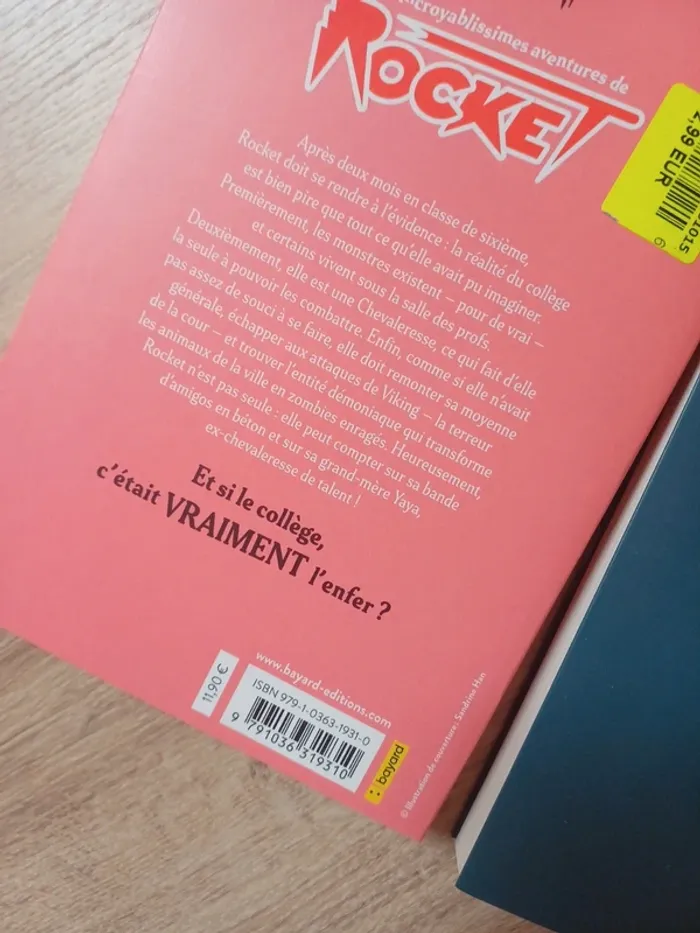 incroyablissimes aventures de
ROCKET
Après deux mois en classe de sixième,
Rocket doit se rendre à l'évidence : la réalité du collège
est bien pire que tout ce qu'elle avait pu imaginer.
Premièrement, les monstres existent – pour de vrai –
et certains vivent sous la salle des profs.
Deuxièmement, elle est une Chevaleresse, ce qui fait d'elle
la seule à pouvoir les combattre. Enfin, comme si elle n'avait
pas assez de souci à se faire, elle doit remonter sa moyenne
générale, échapper aux attaques de Viking – la terreur
de la cour – et trouver l'entité démoniaque qui transforme
les animaux de la ville en zombies enragés. Heureusement,
Rocket n'est pas seule : elle peut compter sur sa bande
d'amigos en béton et sur sa grand-mère Yaya,
ex-chevaleresse de talent !
Et si le collège,
c'était VRAIMENT l'enfer ?
,99 EUR
1015
6
www.bayard-editions.com
11,90 €
ISBN 979-1-0363-1931-0
9 791036 319310
bayard
© Illustration de couverture : Sandrine Han